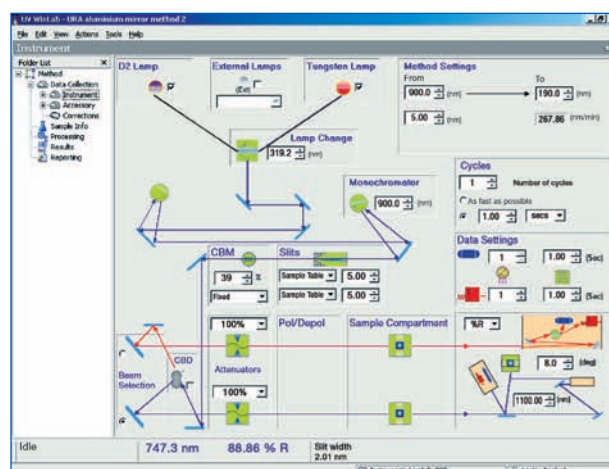 UV WinLab - URA aluminium mirror method 2
File Edit View Actions Tools Help
Instrument
Folder List
Method
Data Collection
Instrument
Accessory
Corrections
Sample Info
Processing
Results
Reporting
D2 Lamp
External Lamps
(Ext)
Tungsten Lamp
Method Settings
From To
900.0 (nm) 190.0 (nm)
5.00 (nm) 267.86 (nm/min)
Lamp Change
319.2 (nm)
Monochromator
900.0 (nm)
Cycles
1 Number of cycles
As fast as possible
1.00 secs
CBM
39 %
Fixed
Slits
Sample Table 5.00
Sample Table 5.00
Data Settings
1 1.00 (Sec)
1 1.00 (Sec)
100%
Pol/Depol
Sample Compartment
%R
CBD
Beam Selection
Attenuators
100%
8.0 (deg)
1100.00 (nm)
Idle
747.3 nm 88.86 % R
Slit width
2.01 nm